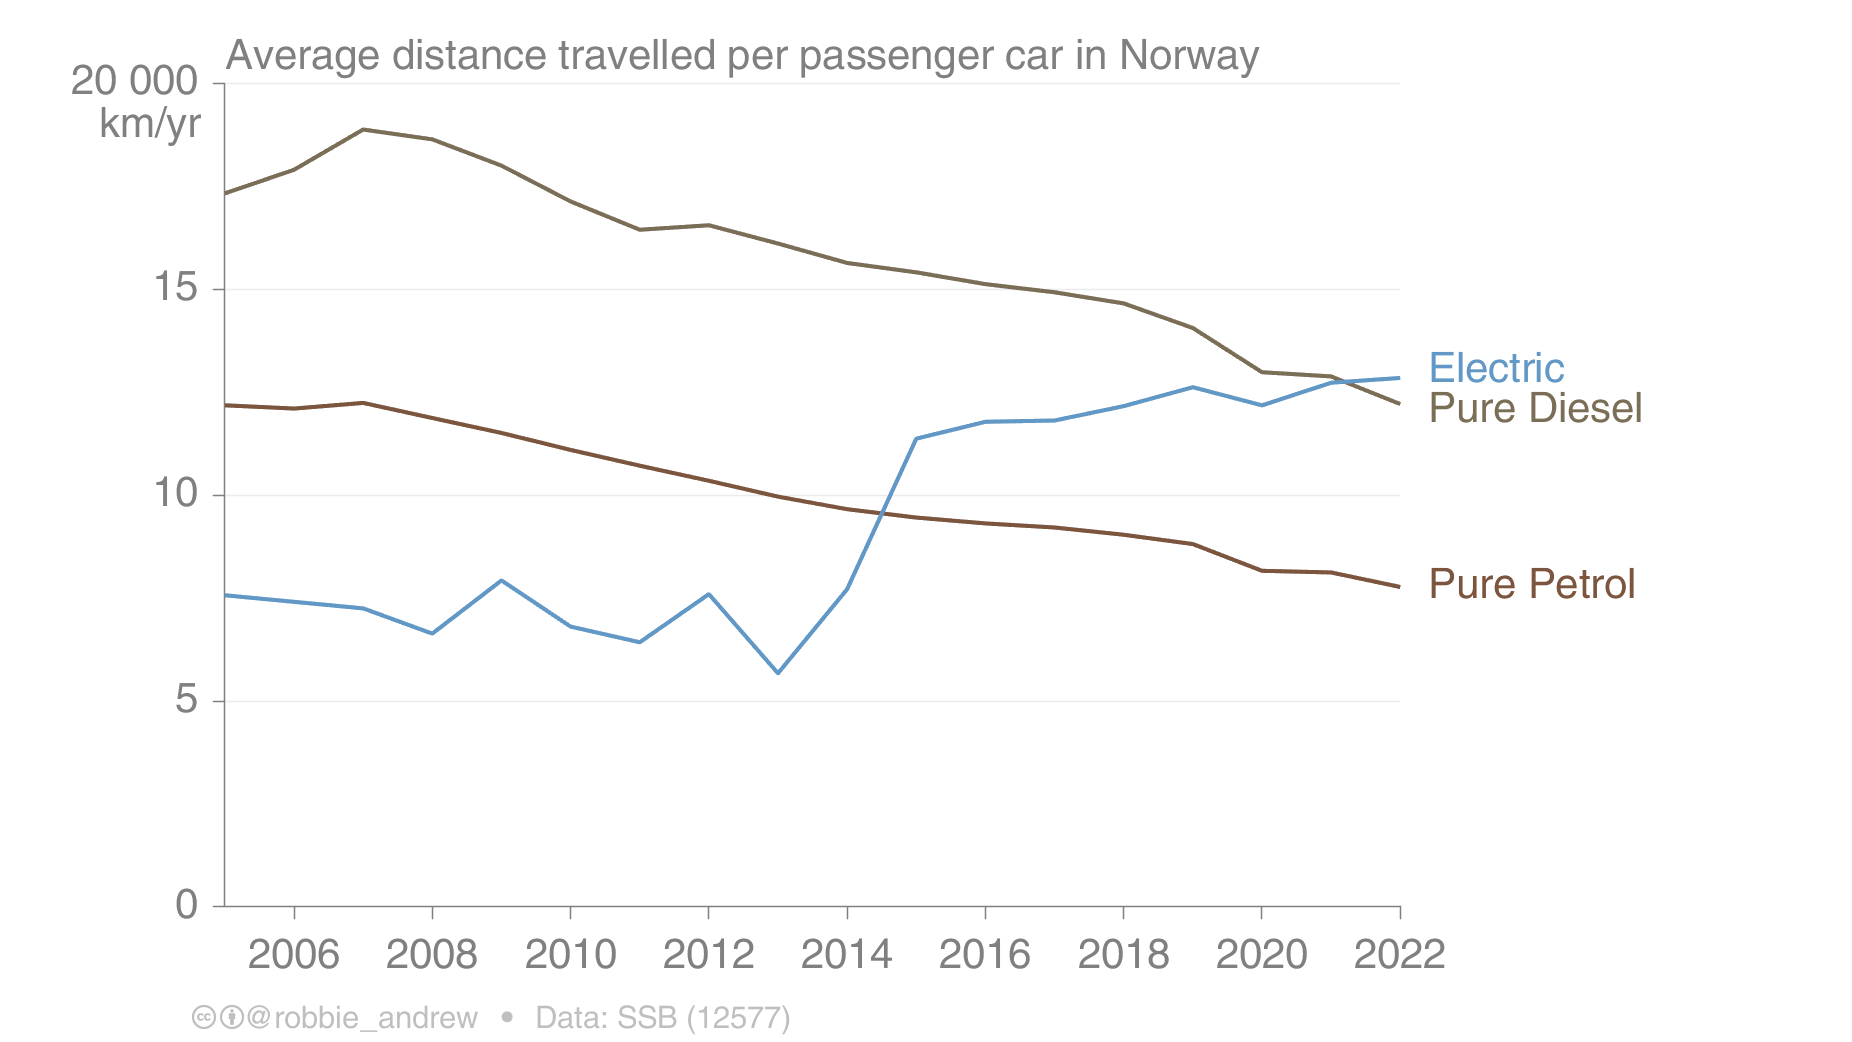 Average distance travelled per passenger car in Norway
20 000
km/yr
15
10
5
0
Electric
Pure Diesel
Pure Petrol
2006 2008 2010 2012 2014 2016 2018 2020 2022
@robbie_andrew • Data: SSB (12577)